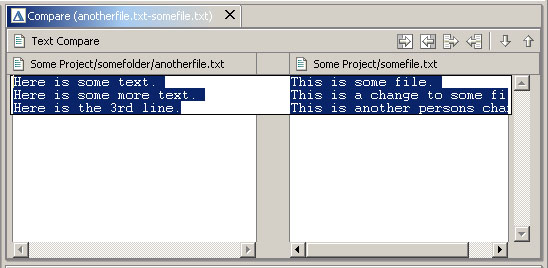 Compare (anotherfile.txt-somefile.txt)
Text Compare
Some Project/somefolder/anotherfile.txt
Some Project/somefile.txt
Here is some text.
Here is some more text.
Here is the 3rd line.
This is some file.
This is a change to some fi
This is another persons cha